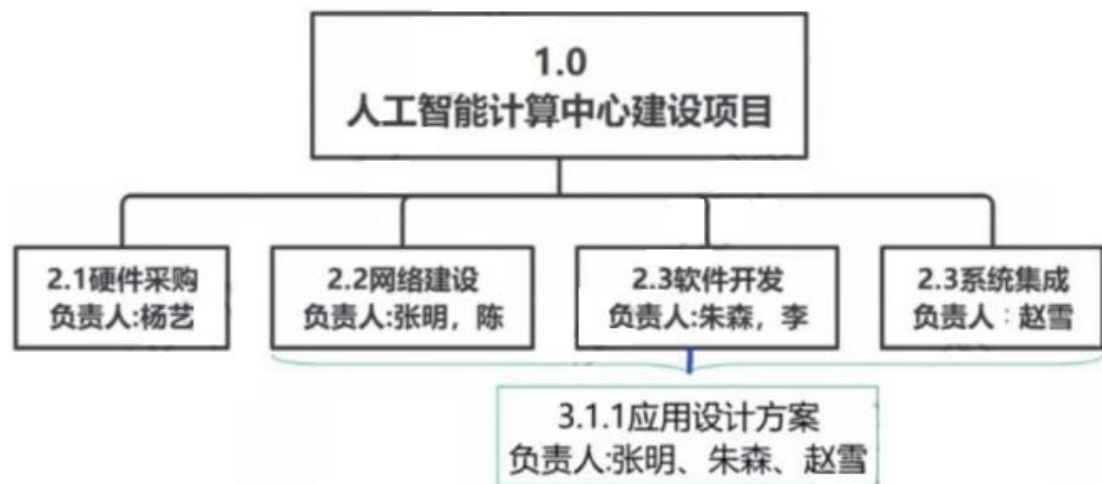 1.0
人工智能计算中心建设项目
2.1硬件采购
负责人:杨艺
2.2网络建设
负责人:张明，陈
2.3软件开发
负责人:朱森，李
2.3系统集成
负责人：赵雪
3.1.1应用设计方案
负责人:张明、朱森、赵雪